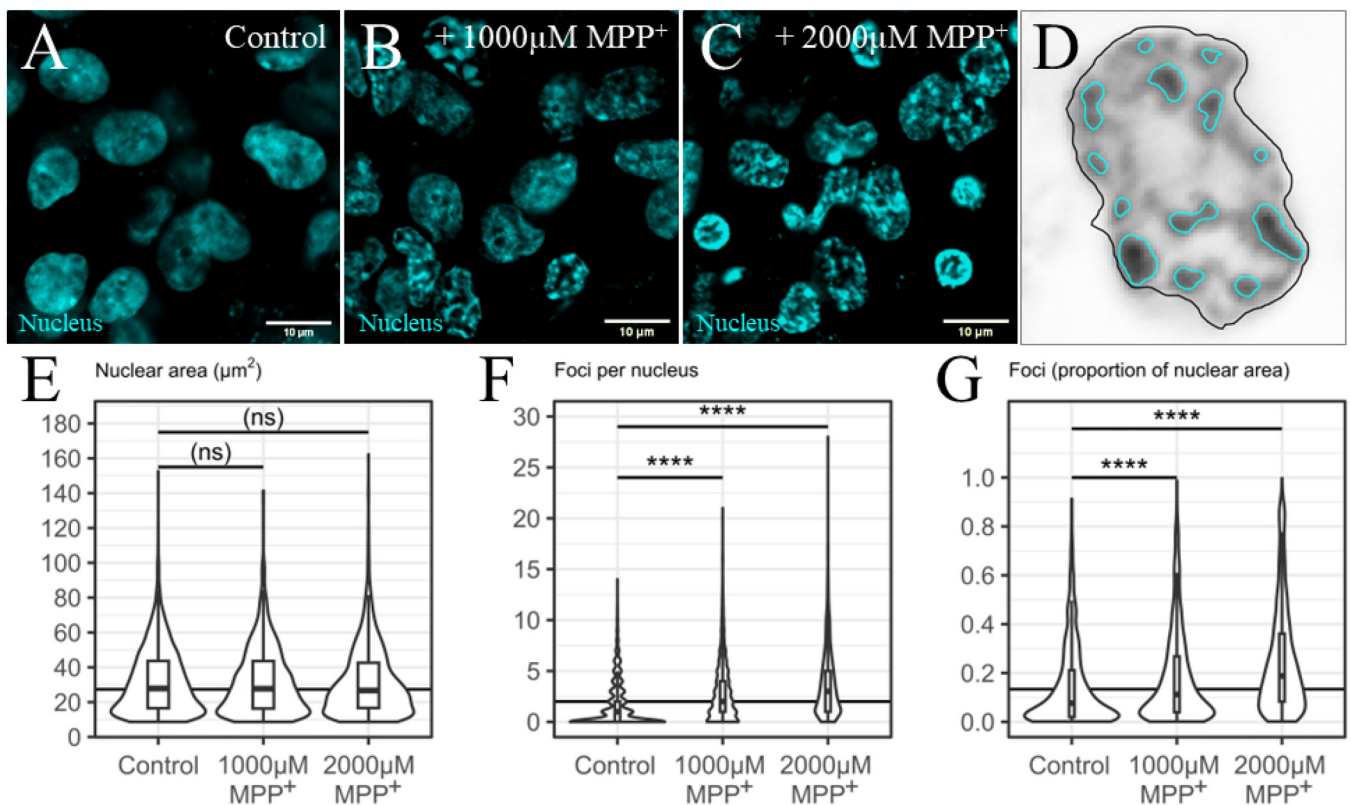 A
Control
Nucleus
10 µm
B
+ 1000µM MPP⁺
Nucleus
10 µm
C
+ 2000µM MPP⁺
Nucleus
10 µm
D
E
Nuclear area (µm²)
180
160
140
120
100
80
60
40
20
0
(ns)
(ns)
Control
1000µM
MPP⁺
2000µM
MPP⁺
F
Foci per nucleus
30
25
20
15
10
5
0
****
****
Control
1000µM
MPP⁺
2000µM
MPP⁺
G
Foci (proportion of nuclear area)
1.0
0.8
0.6
0.4
0.2
0.0
****
****
Control
1000µM
MPP⁺
2000µM
MPP⁺